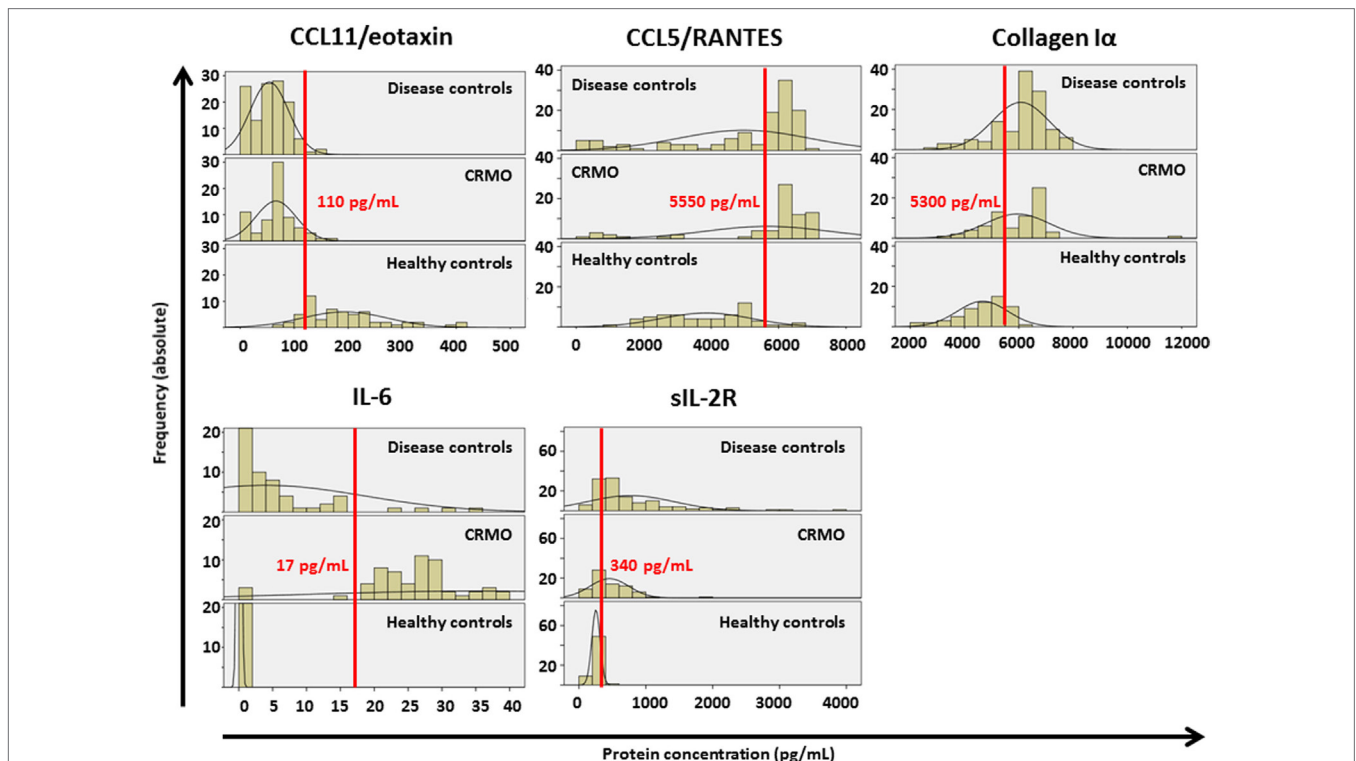 CCL11/eotaxin
CCL5/RANTES
Collagen Iα
Frequency (absolute)
30
20
10
Disease controls
30
20
10
CRMO
110 pg/mL
30
20
10
Healthy controls
0 100 200 300 400 500
40
20
Disease controls
40
20
CRMO
5550 pg/mL
40
20
Healthy controls
0 2000 4000 6000 8000
40
20
Disease controls
40
20
CRMO
5300 pg/mL
40
20
Healthy controls
2000 4000 6000 8000 10000 12000
IL-6
sIL-2R
20
10
Disease controls
20
10
CRMO
17 pg/mL
20
10
Healthy controls
0 5 10 15 20 25 30 35 40
60
20
Disease controls
60
20
CRMO
340 pg/mL
60
20
Healthy controls
0 1000 2000 3000 4000
Protein concentration (pg/mL)